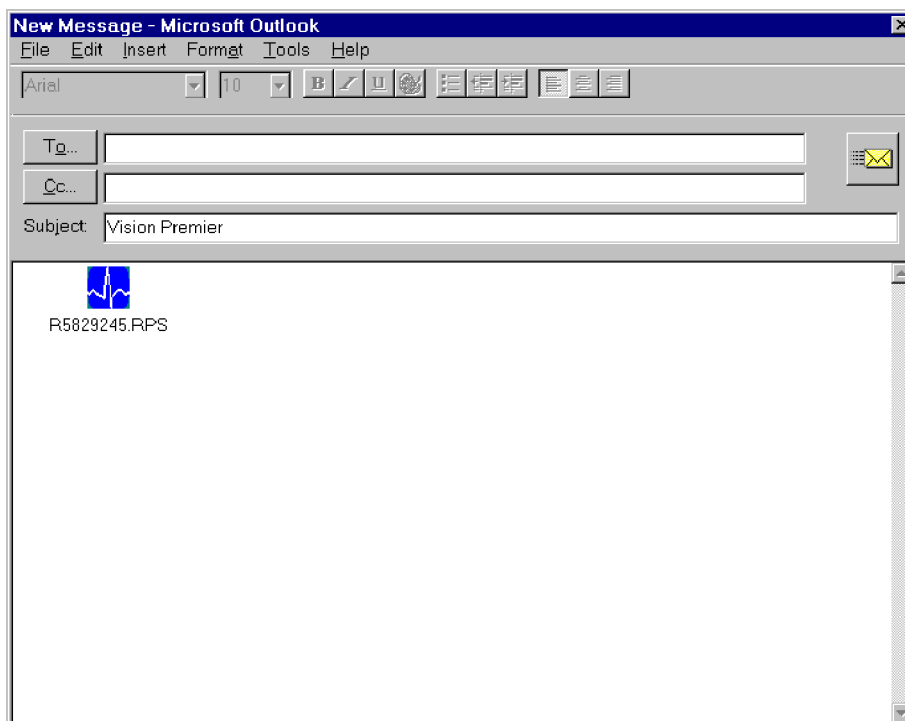 New Message - Microsoft Outlook
File Edit Insert Format Tools Help
Arial 10 B I U
To...
Cc...
Subject: Vision Premier
R5829245.RPS